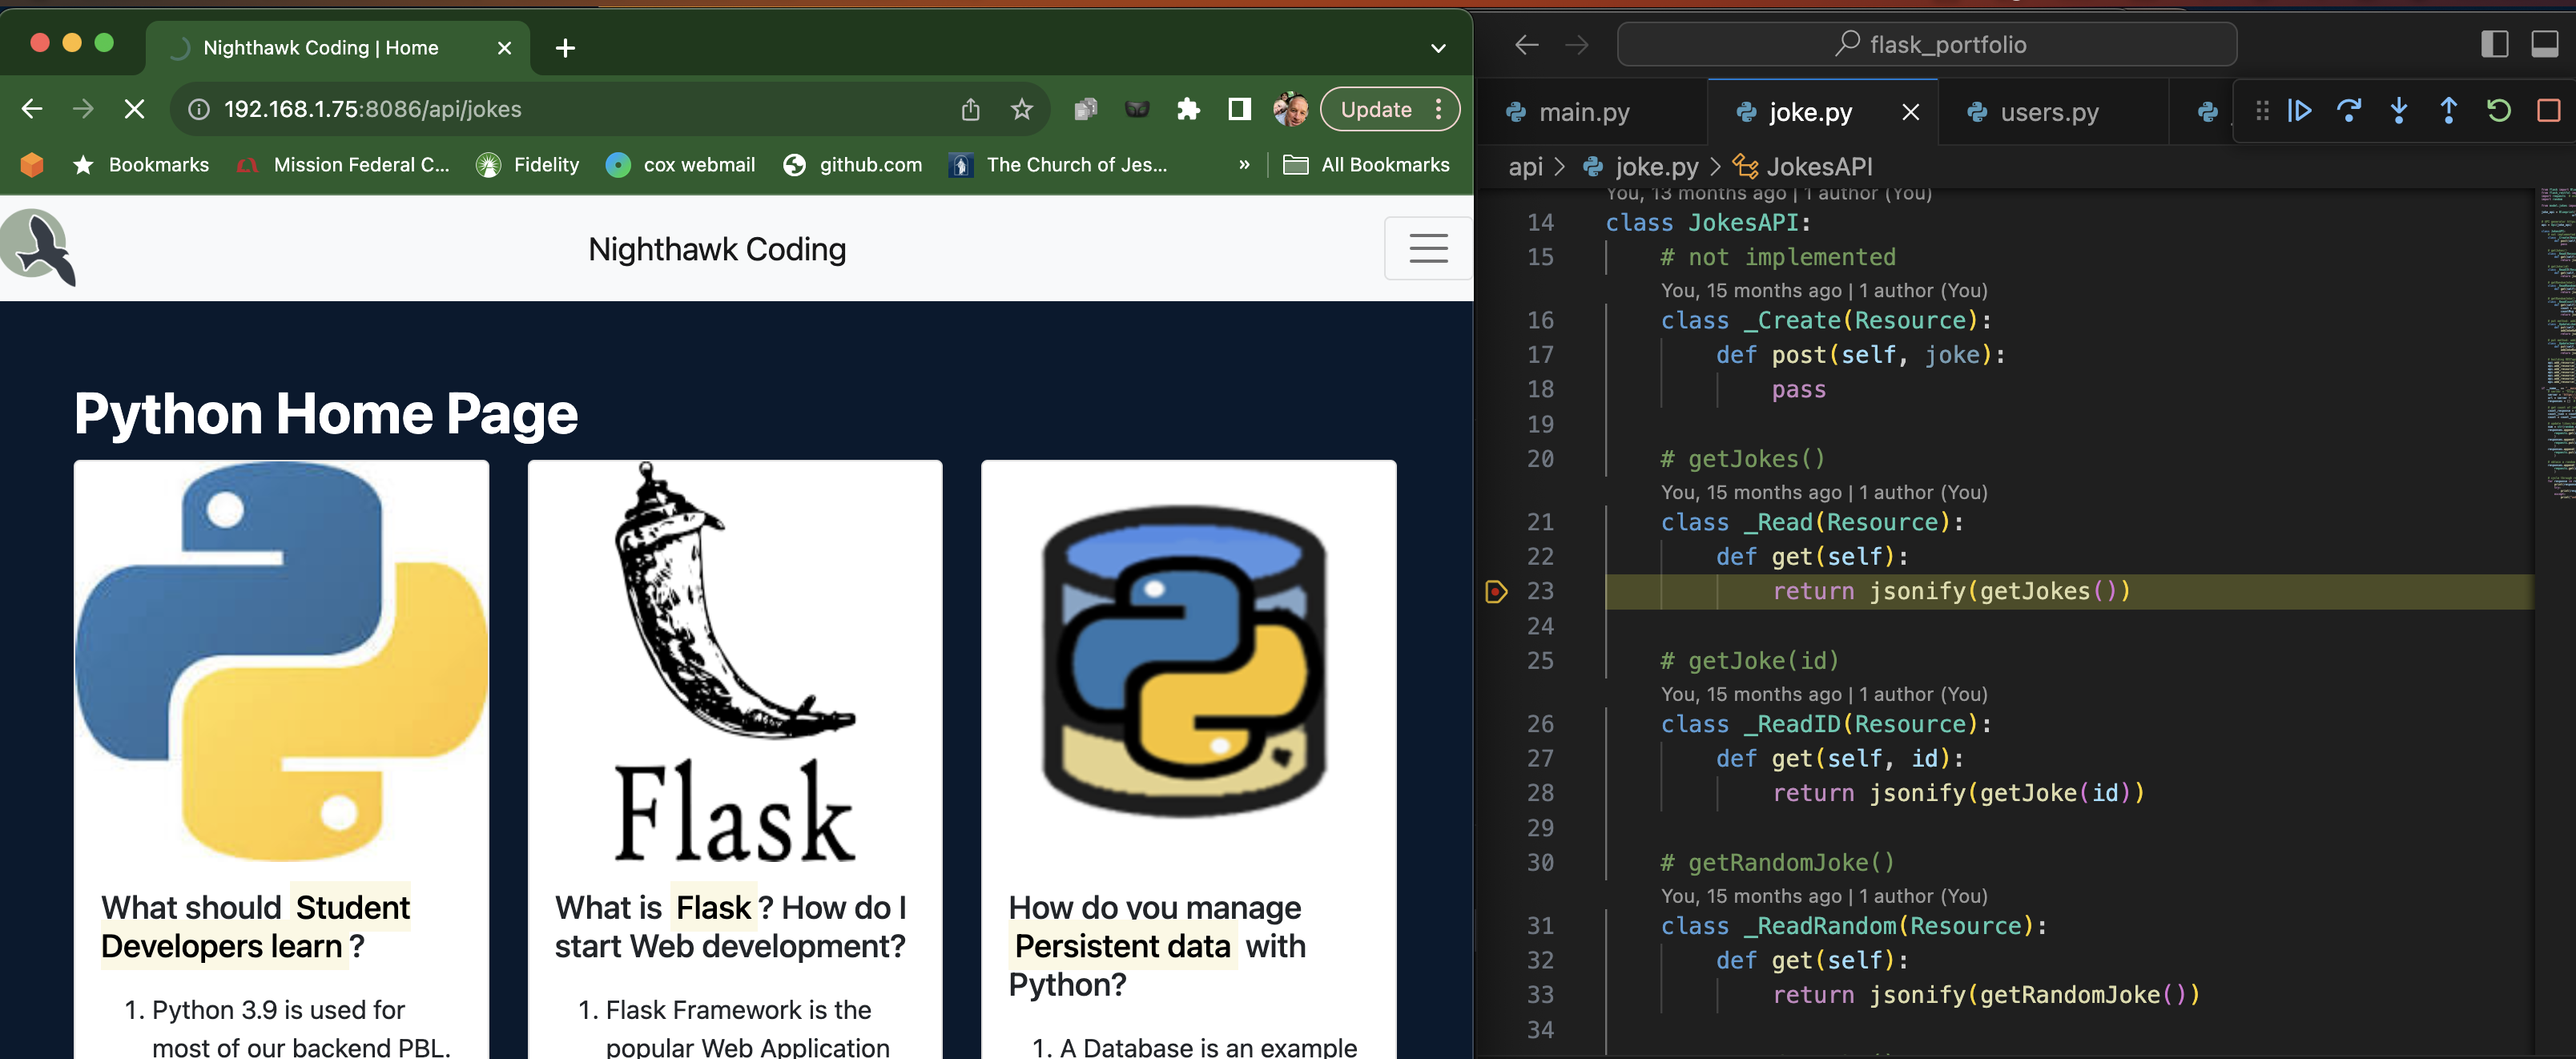 Nighthawk Coding | Home
192.168.1.75:8086/api/jokes
Update
Bookmarks
Mission Federal C...
Fidelity
cox webmail
github.com
The Church of Jes...
»
All Bookmarks
Nighthawk Coding
Python Home Page
Flask
What should Student
Developers learn ?
1. Python 3.9 is used for
most of our backend PBL.
What is Flask ? How do I
start Web development?
1. Flask Framework is the
popular Web Application
How do you manage
Persistent data with
Python?
1. A Database is an example
flask_portfolio
main.py
joke.py
users.py
api > joke.py > JokesAPI
You, 13 months ago | 1 author (You)
14 class JokesAPI:
15 # not implemented
You, 15 months ago | 1 author (You)
16 class _Create(Resource):
17 def post(self, joke):
18 pass
19
20 # getJokes()
You, 15 months ago | 1 author (You)
21 class _Read(Resource):
22 def get(self):
23 return jsonify(getJokes())
24
25 # getJoke(id)
You, 15 months ago | 1 author (You)
26 class _ReadID(Resource):
27 def get(self, id):
28 return jsonify(getJoke(id))
29
30 # getRandomJoke()
You, 15 months ago | 1 author (You)
31 class _ReadRandom(Resource):
32 def get(self):
33 return jsonify(getRandomJoke())
34